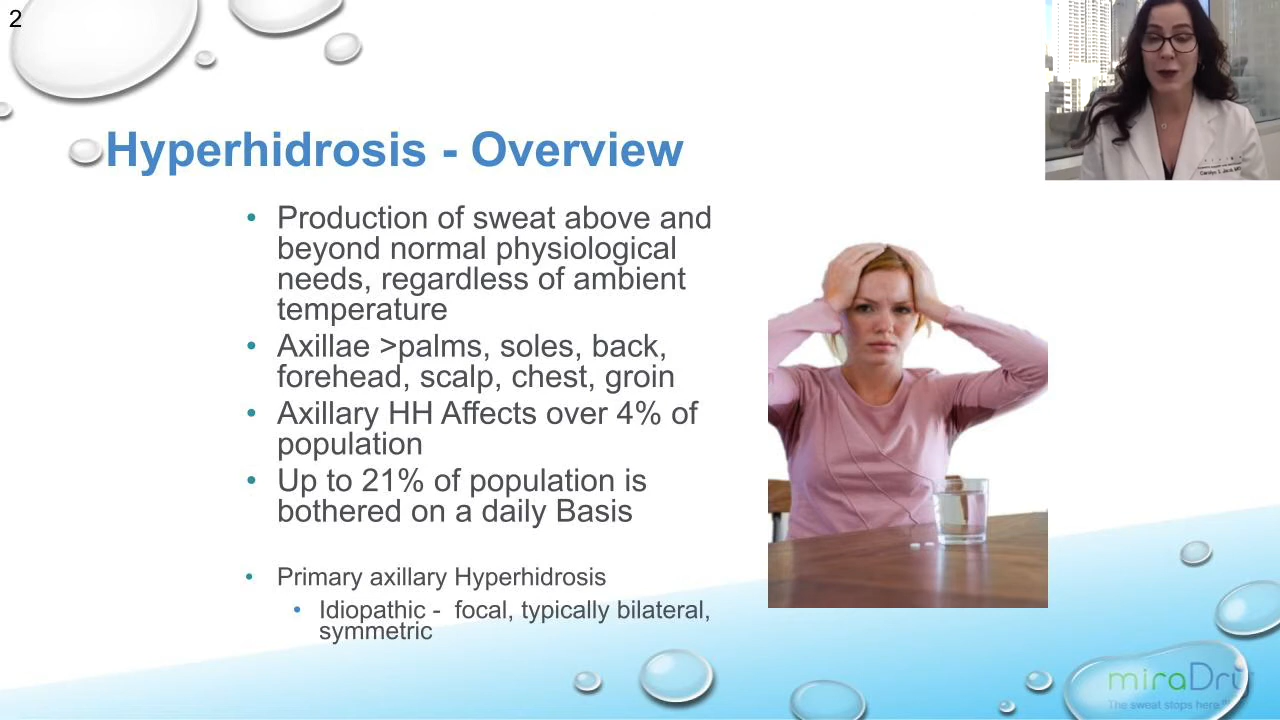 2
Hyperhidrosis - Overview
• Production of sweat above and
beyond normal physiological
needs, regardless of ambient
temperature
• Axillae >palms, soles, back,
forehead, scalp, chest, groin
• Axillary HH Affects over 4% of
population
• Up to 21% of population is
bothered on a daily Basis
• Primary axillary Hyperhidrosis
• Idiopathic - focal, typically bilateral,
symmetric
miraDry
The sweat stops here.